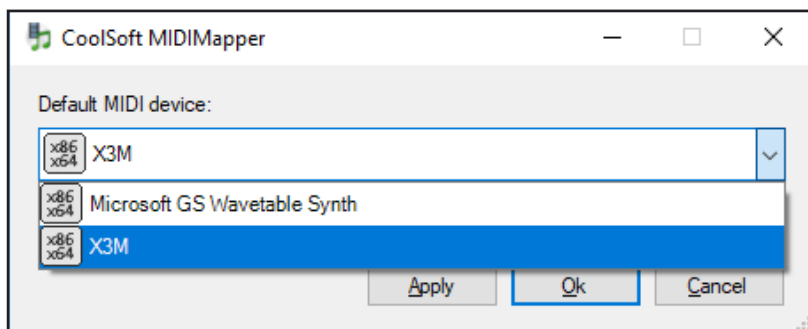 CoolSoft MIDIMapper
Default MIDI device:
x86
x64
X3M
x86
x64
Microsoft GS Wavetable Synth
x86
x64
X3M
Apply
Ok
Cancel